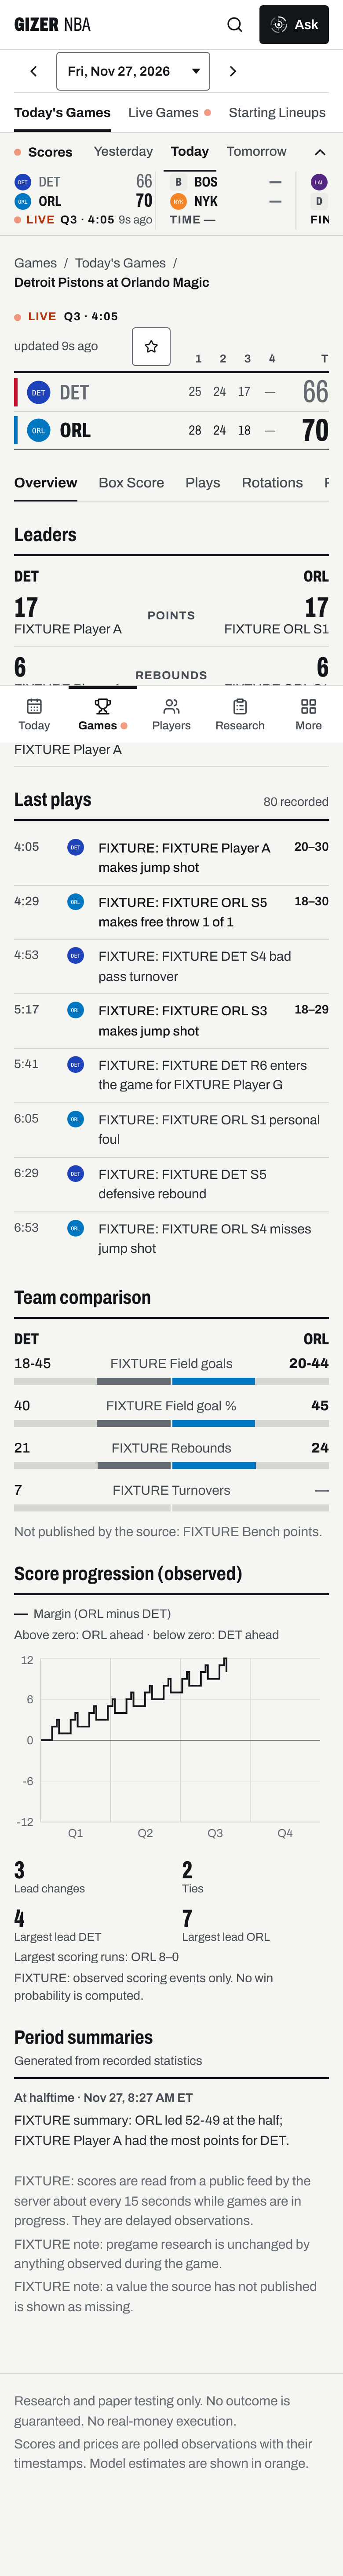 GIZER NBA
Ask
Fri, Nov 27, 2026
Today's Games Live Games Starting Lineups
Scores Yesterday Today Tomorrow
DET DET 66 B BOS — LAL
ORL ORL 70 NYK NYK — D
LIVE Q3 · 4:05 9s ago TIME — FIN
Games / Today's Games /
Detroit Pistons at Orlando Magic
LIVE Q3 · 4:05
updated 9s ago
1 2 3 4 T
DET DET 25 24 17 — 66
ORL ORL 28 24 18 — 70
Overview Box Score Plays Rotations
Leaders
DET ORL
17 POINTS 17
FIXTURE Player A FIXTURE ORL S1
6 REBOUNDS 6
Today Games Players Research More
FIXTURE Player A
Last plays 80 recorded
4:05 DET FIXTURE: FIXTURE Player A 20–30
makes jump shot
4:29 ORL FIXTURE: FIXTURE ORL S5 18–30
makes free throw 1 of 1
4:53 DET FIXTURE: FIXTURE DET S4 bad
pass turnover
5:17 ORL FIXTURE: FIXTURE ORL S3 18–29
makes jump shot
5:41 DET FIXTURE: FIXTURE DET R6 enters
the game for FIXTURE Player G
6:05 ORL FIXTURE: FIXTURE ORL S1 personal
foul
6:29 DET FIXTURE: FIXTURE DET S5
defensive rebound
6:53 ORL FIXTURE: FIXTURE ORL S4 misses
jump shot
Team comparison
DET ORL
18-45 FIXTURE Field goals 20-44
40 FIXTURE Field goal % 45
21 FIXTURE Rebounds 24
7 FIXTURE Turnovers —
Not published by the source: FIXTURE Bench points.
Score progression (observed)
Margin (ORL minus DET)
Above zero: ORL ahead · below zero: DET ahead
12
6
0
-6
-12
Q1 Q2 Q3 Q4
3 2
Lead changes Ties
4 7
Largest lead DET Largest lead ORL
Largest scoring runs: ORL 8–0
FIXTURE: observed scoring events only. No win
probability is computed.
Period summaries
Generated from recorded statistics
At halftime · Nov 27, 8:27 AM ET
FIXTURE summary: ORL led 52-49 at the half;
FIXTURE Player A had the most points for DET.
FIXTURE: scores are read from a public feed by the
server about every 15 seconds while games are in
progress. They are delayed observations.
FIXTURE note: pregame research is unchanged by
anything observed during the game.
FIXTURE note: a value the source has not published
is shown as missing.
Research and paper testing only. No outcome is
guaranteed. No real-money execution.
Scores and prices are polled observations with their
timestamps. Model estimates are shown in orange.